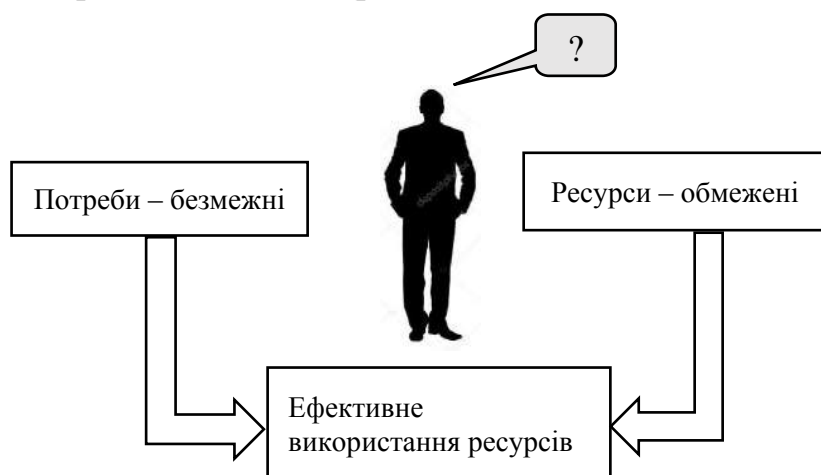 ?
Потреби – безмежні
Ресурси – обмежені
Ефективне
використання ресурсів